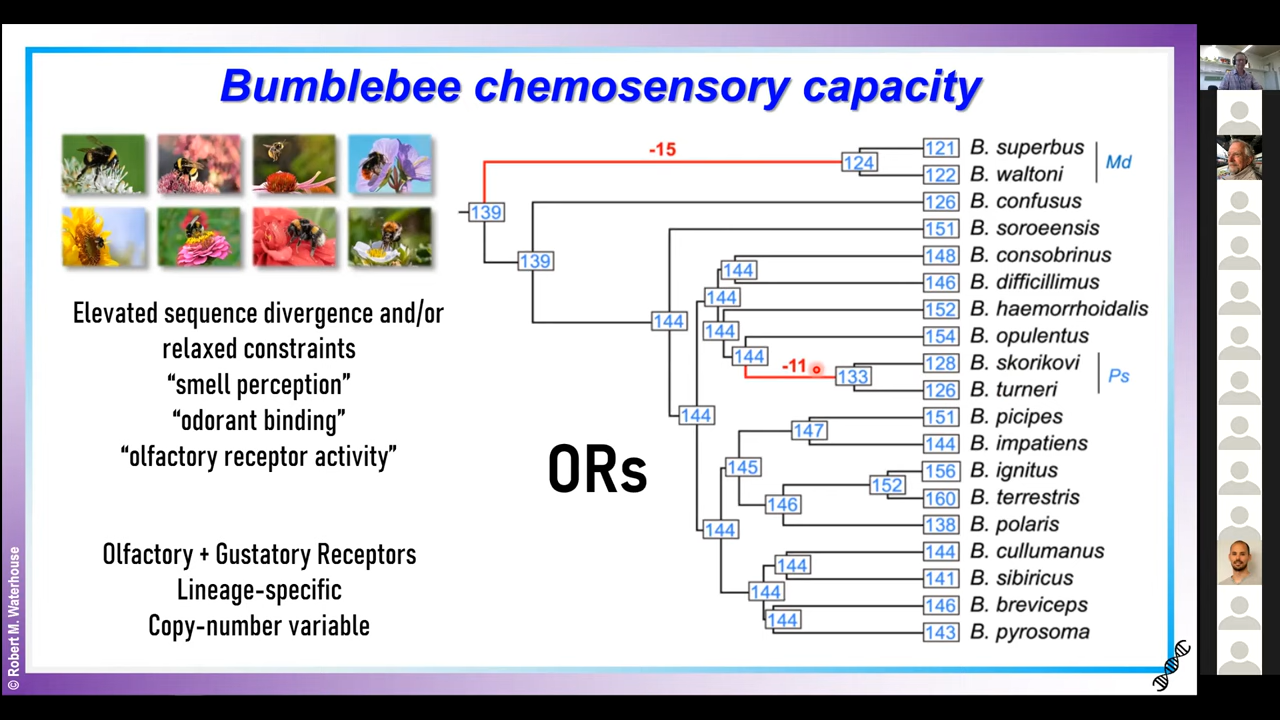 Bumblebee chemosensory capacity
Elevated sequence divergence and/or
relaxed constraints
“smell perception”
“odorant binding”
“olfactory receptor activity”
Olfactory + Gustatory Receptors
Lineage-specific
Copy-number variable
ORs
-15
124
121 B. superbus
122 B. waltoni
Md
139
126 B. confusus
139
151 B. soroeensis
148 B. consobrinus
144
146 B. difficillimus
144
152 B. haemorrhoidalis
144
144
154 B. opulentus
144
-11
133
128 B. skorikovi
126 B. turneri
Ps
144
151 B. picipes
147
144 B. impatiens
145
156 B. ignitus
152
160 B. terrestris
146
138 B. polaris
144
144 B. cullumanus
144
141 B. sibiricus
144
146 B. breviceps
144
143 B. pyrosoma
© Robert M. Waterhouse